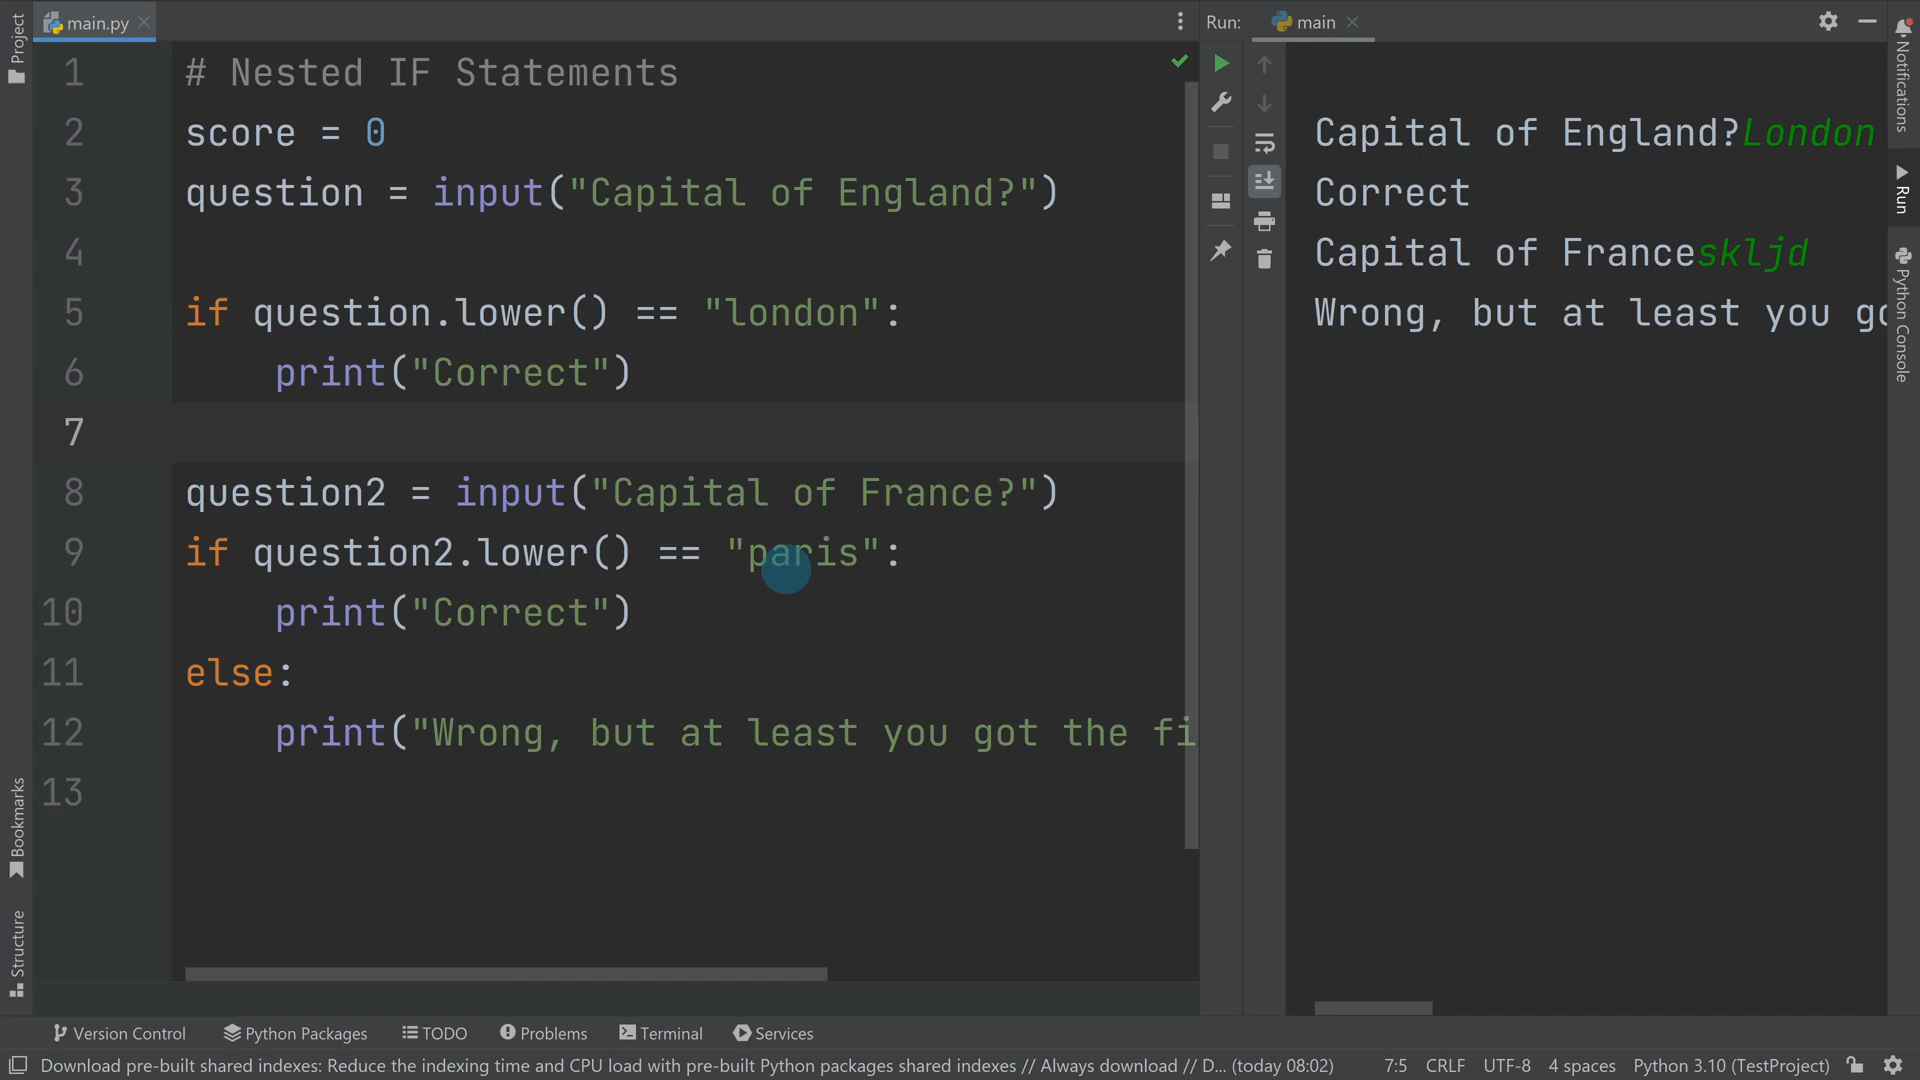 Project
main.py
1 # Nested IF Statements
2 score = 0
3 question = input("Capital of England?")
4
5 if question.lower() == "london":
6 print("Correct")
7
8 question2 = input("Capital of France?")
9 if question2.lower() == "paris":
10 print("Correct")
11 else:
12 print("Wrong, but at least you got the fi
13
Bookmarks
Structure
Run: main
Capital of England?London
Correct
Capital of Franceskljd
Wrong, but at least you go
Notifications
Run
Python Console
Version Control Python Packages TODO Problems Terminal Services
Download pre-built shared indexes: Reduce the indexing time and CPU load with pre-built Python packages shared indexes // Always download // D... (today 08:02) 7:5 CRLF UTF-8 4 spaces Python 3.10 (TestProject)